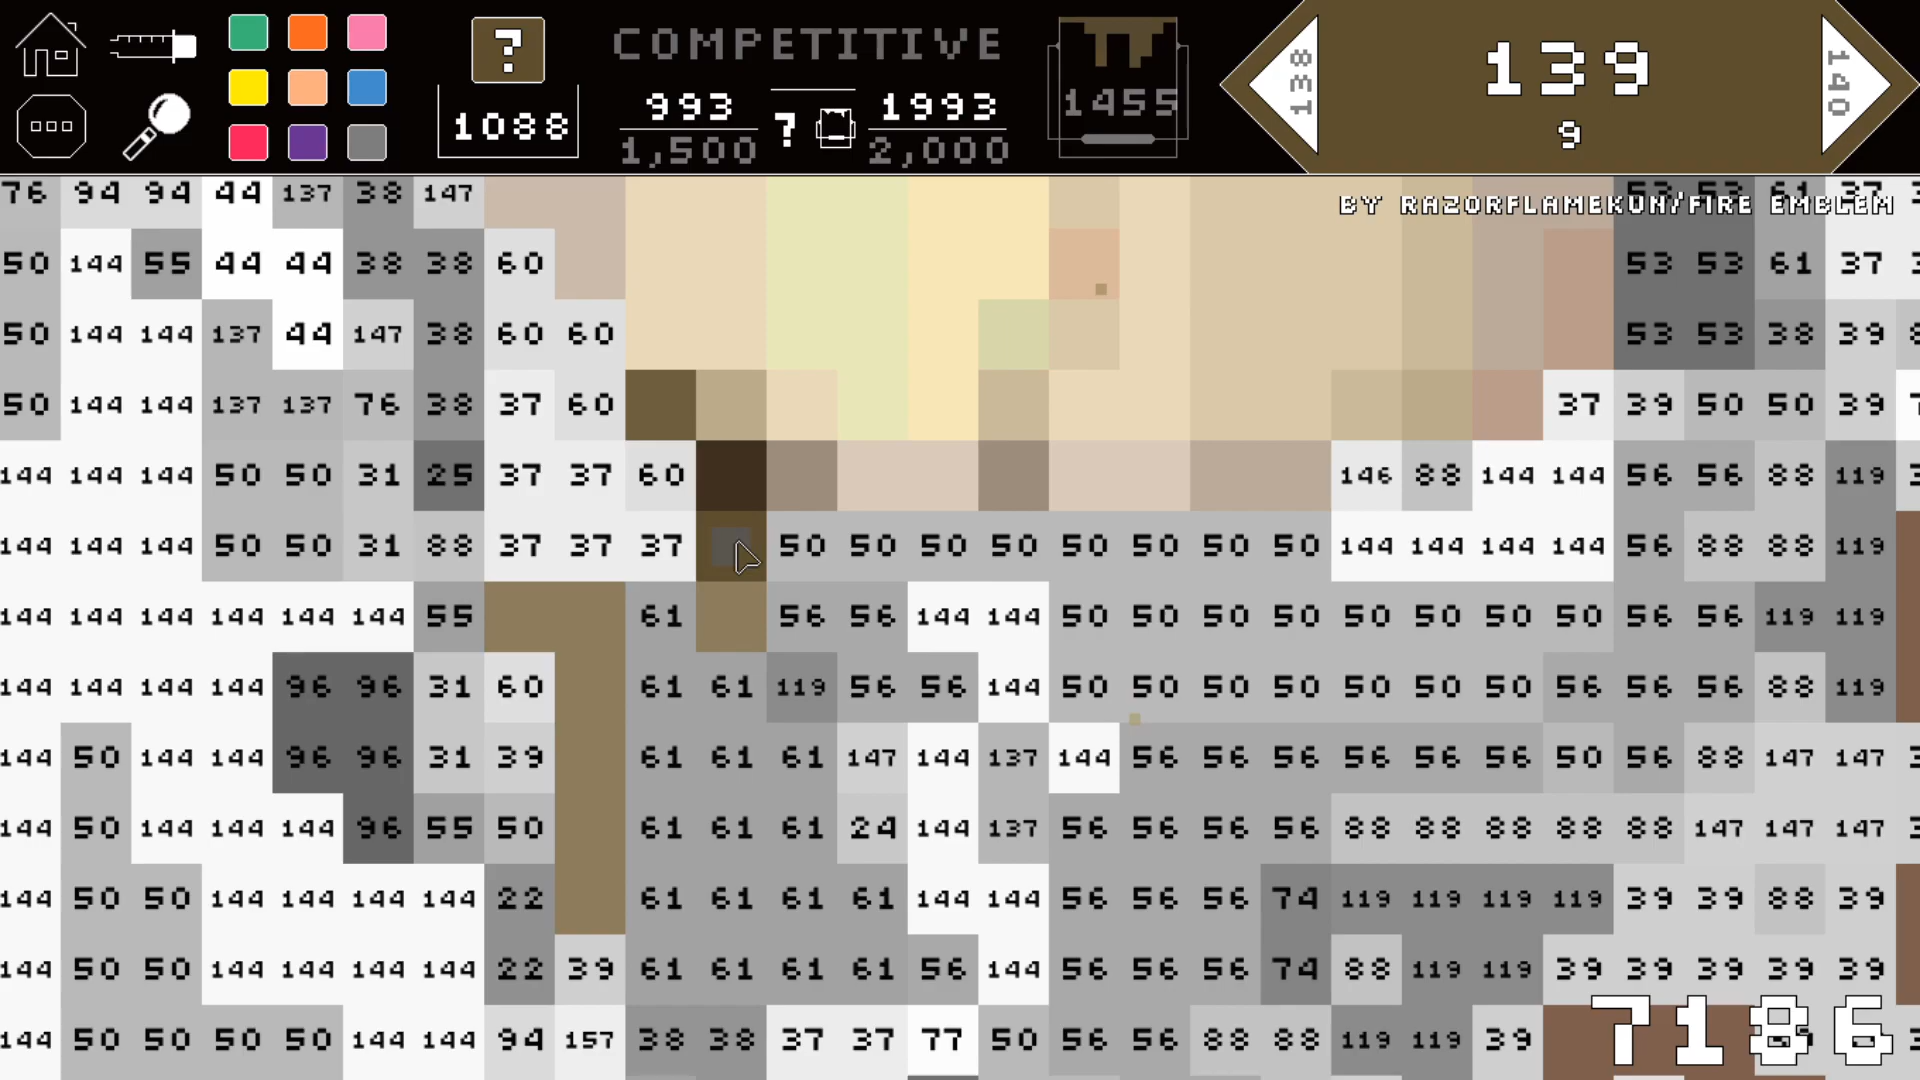 ? COMPETITIVE
1088 993 1,500 ? 1993 2,000 1455
138 139 9 140
BY RAZORFLAMEKUN/FIRE EMBLEM
76 94 94 44 137 38 147 53 53 61 37
50 144 55 44 44 38 38 60 53 53 61 37
50 144 144 137 44 147 38 60 60 53 53 38 39
50 144 144 137 137 76 38 37 60 37 39 50 50 39
144 144 144 50 50 31 25 37 37 60 146 88 144 144 56 56 88 119
144 144 144 50 50 31 88 37 37 37 50 50 50 50 50 50 50 50 144 144 144 144 56 88 88 119
144 144 144 144 144 144 55 61 56 56 144 144 50 50 50 50 50 50 50 50 56 56 119 119
144 144 144 144 96 96 31 60 61 61 119 56 56 144 50 50 50 50 50 50 50 56 56 56 88 119
144 50 144 144 96 96 31 39 61 61 61 147 144 137 144 56 56 56 56 56 56 50 56 88 147 147
144 50 144 144 144 96 55 50 61 61 61 24 144 137 56 56 56 56 88 88 88 88 88 147 147 147
144 50 50 144 144 144 144 22 61 61 61 61 144 144 56 56 56 74 119 119 119 119 39 39 88 39
144 50 50 144 144 144 144 22 39 61 61 61 61 56 144 56 56 56 74 88 119 119 39 39 39 39 39
144 50 50 50 50 144 144 94 157 38 38 37 37 77 50 56 56 88 88 119 119 39
7186